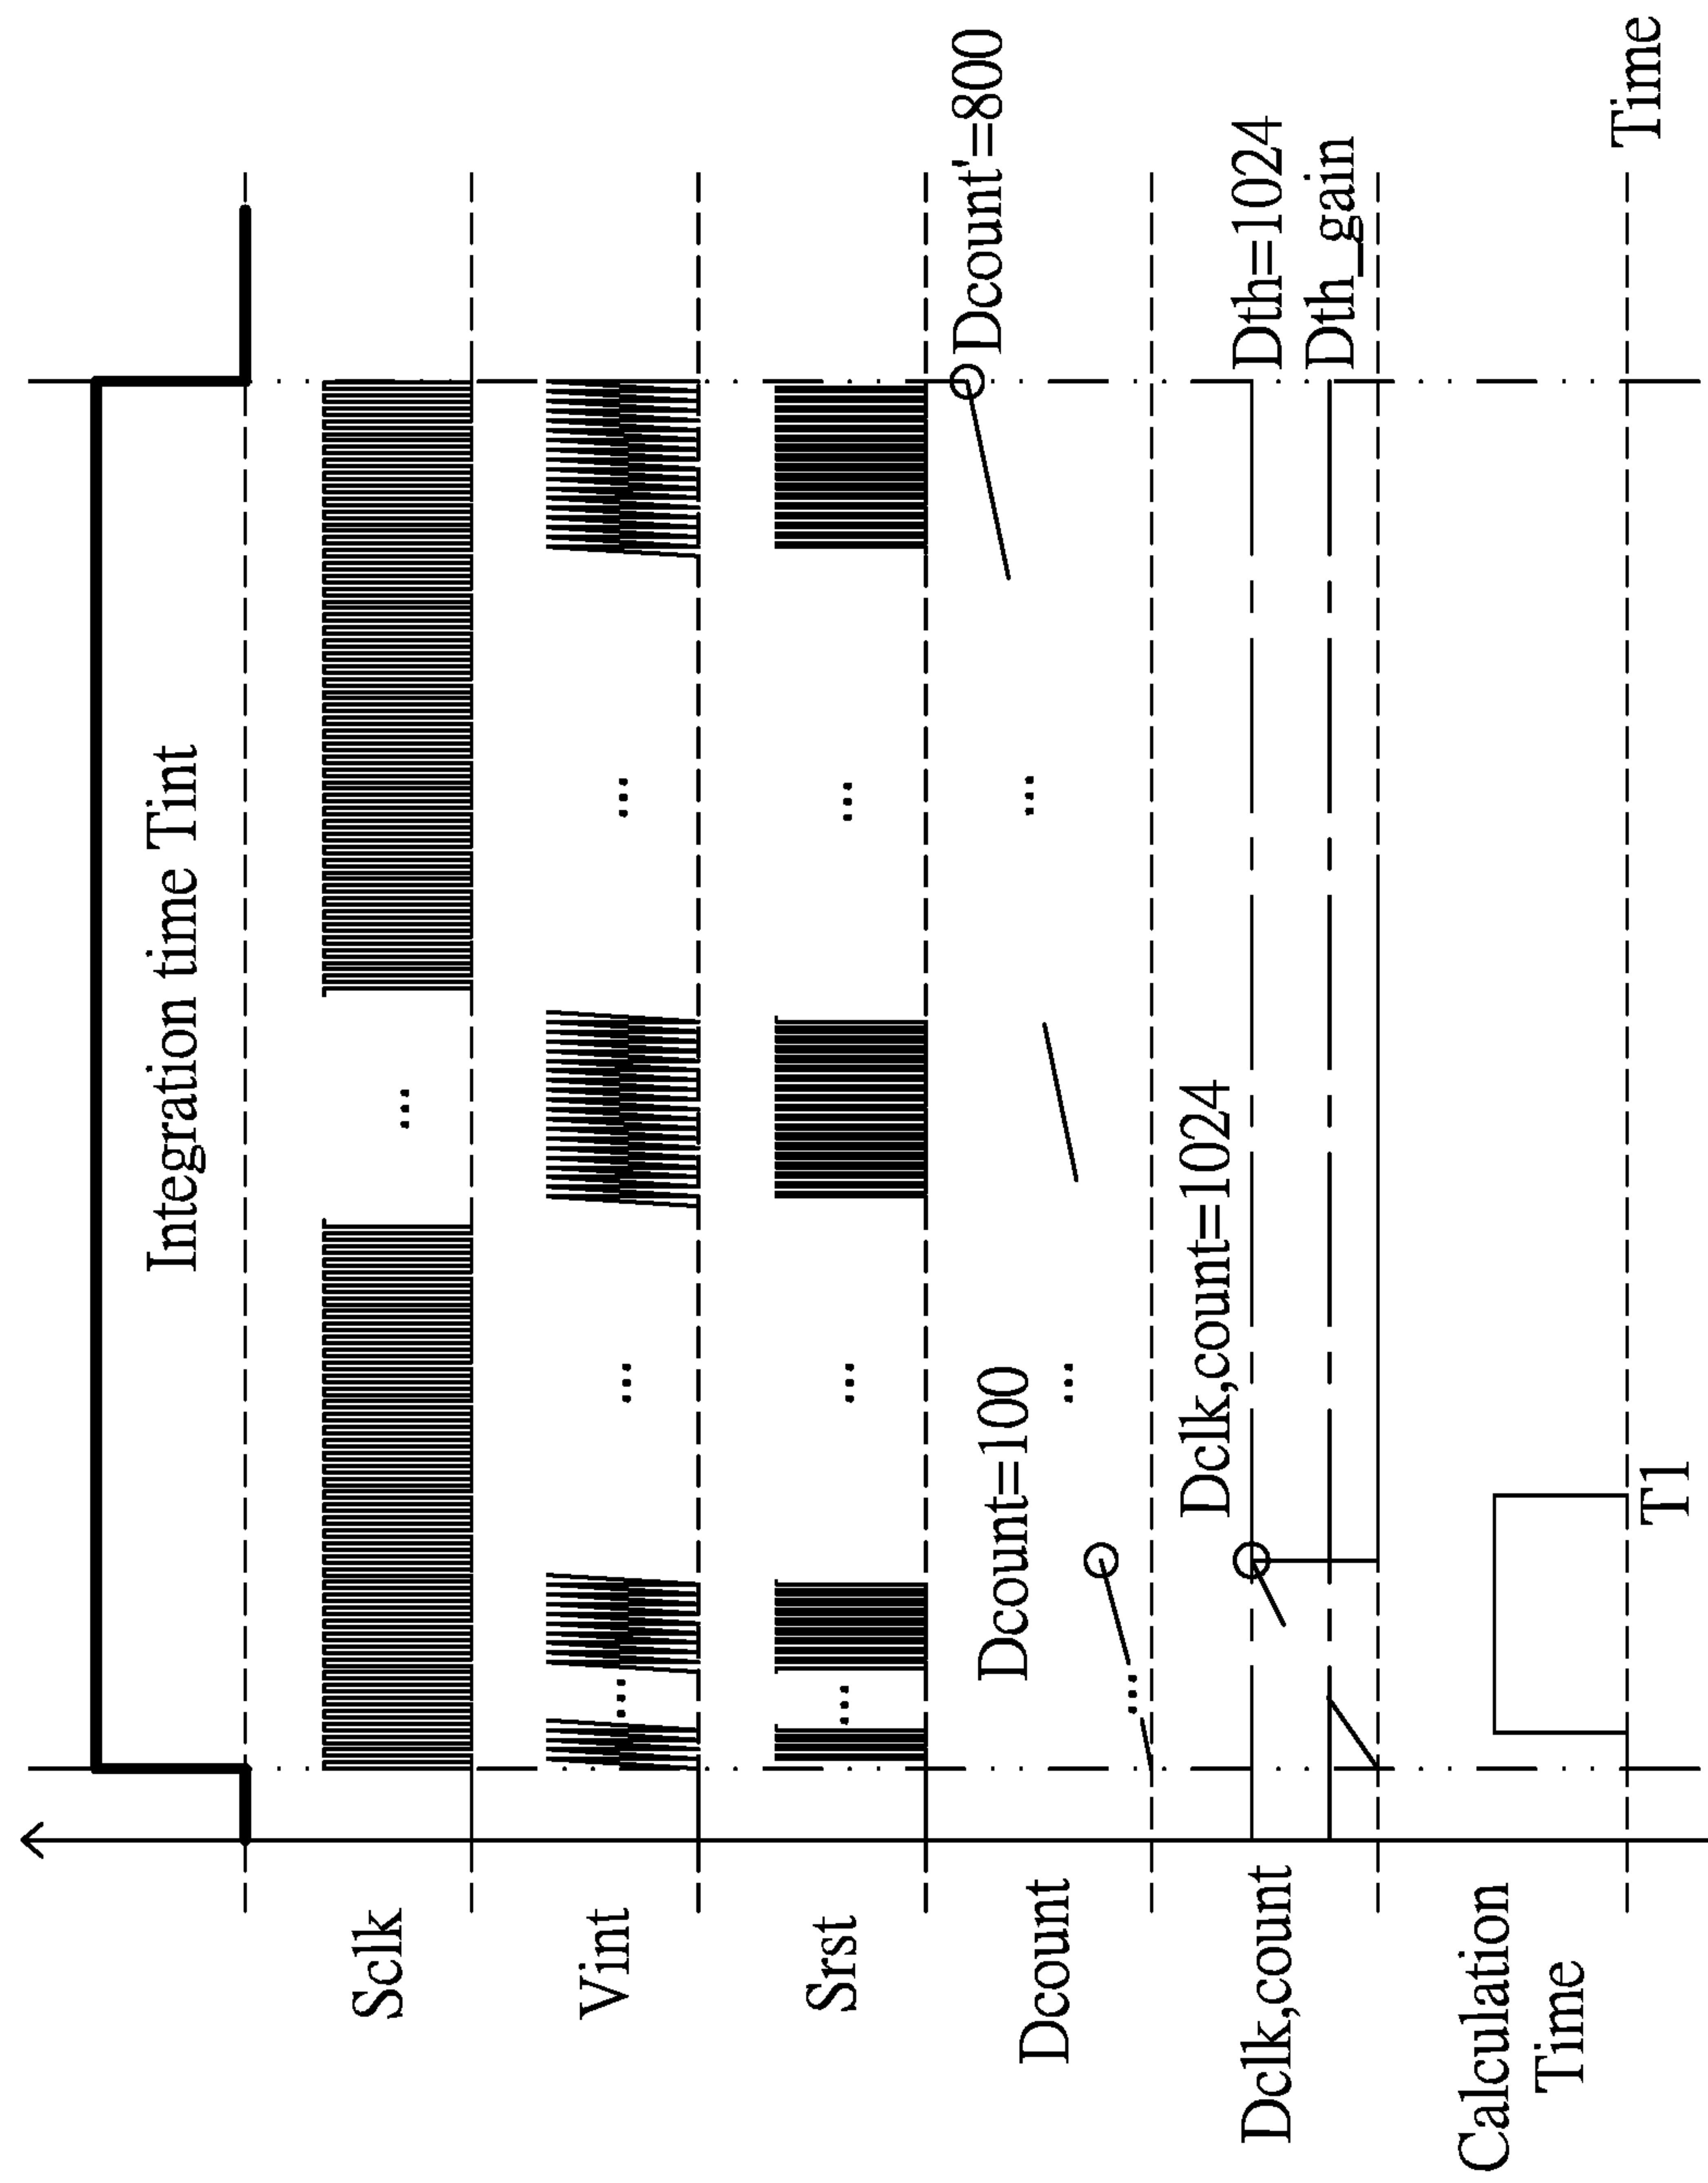 Integration time Tint
Sclk
...
Vint
...
...
...
Srst
...
...
...
Dcount
...
Dcount=100
...
...
Dcount'=800
Dclk,count
Dclk,count=1024
Dth=1024
Dth_gain
Calculation
Time
T1
Time